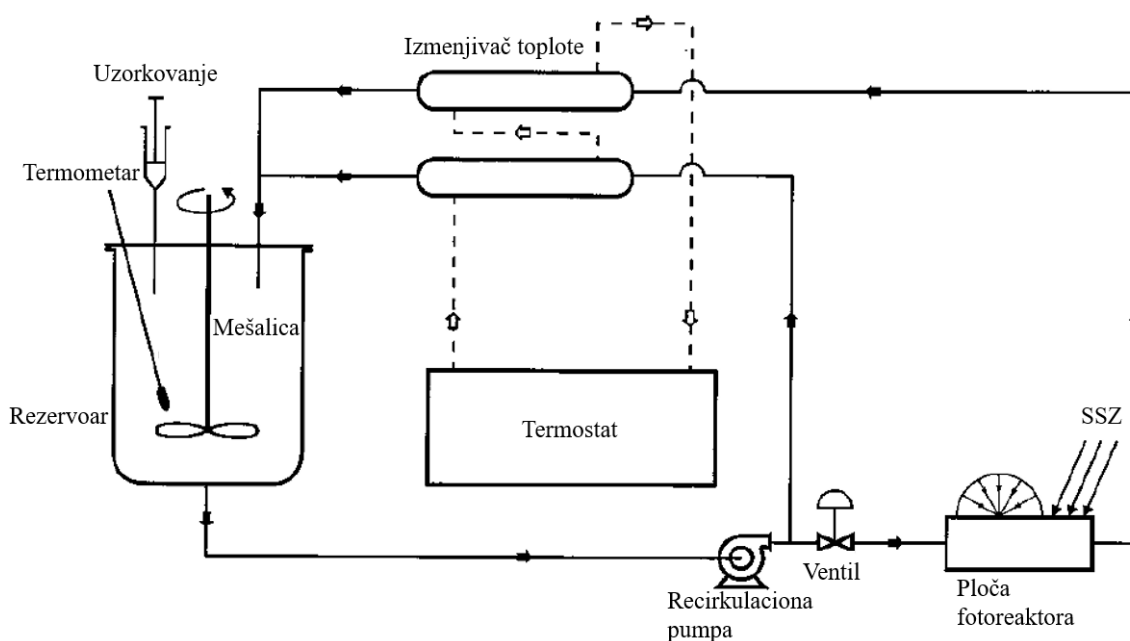 Izmenjivač toplote
Uzorkovanje
Termometar
Mešalica
Rezervoar
Termostat
SSZ
Ventil
Recirkulaciona
pumpa
Ploča
fotoreaktora